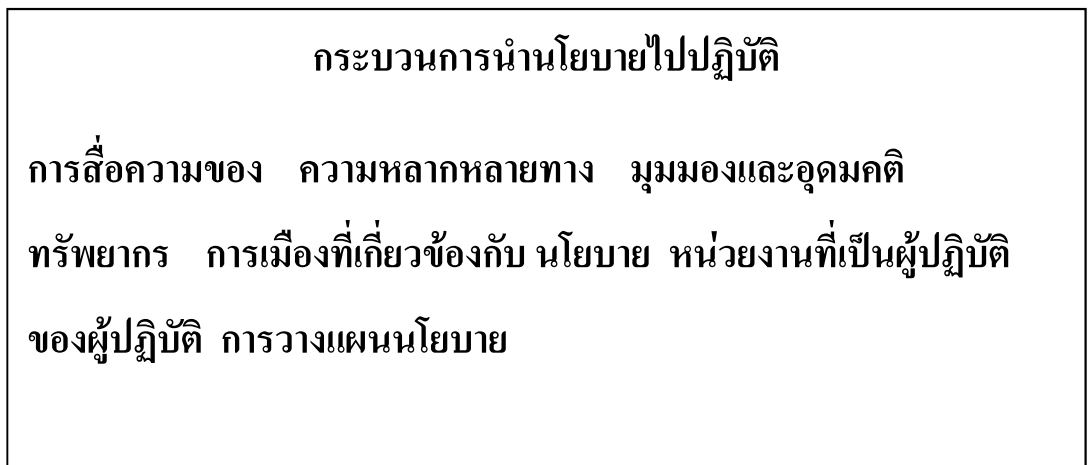 กระบวนการนำนโยบายไปปฏิบัติ
การสื่อความของ ความหลากหลายทาง มุมมองและอุดมคติ
ทรัพยากร การเมืองที่เกี่ยวข้องกับ นโยบาย หน่วยงานที่เป็นผู้ปฏิบัติ
ของผู้ปฏิบัติ การวางแผนนโยบาย